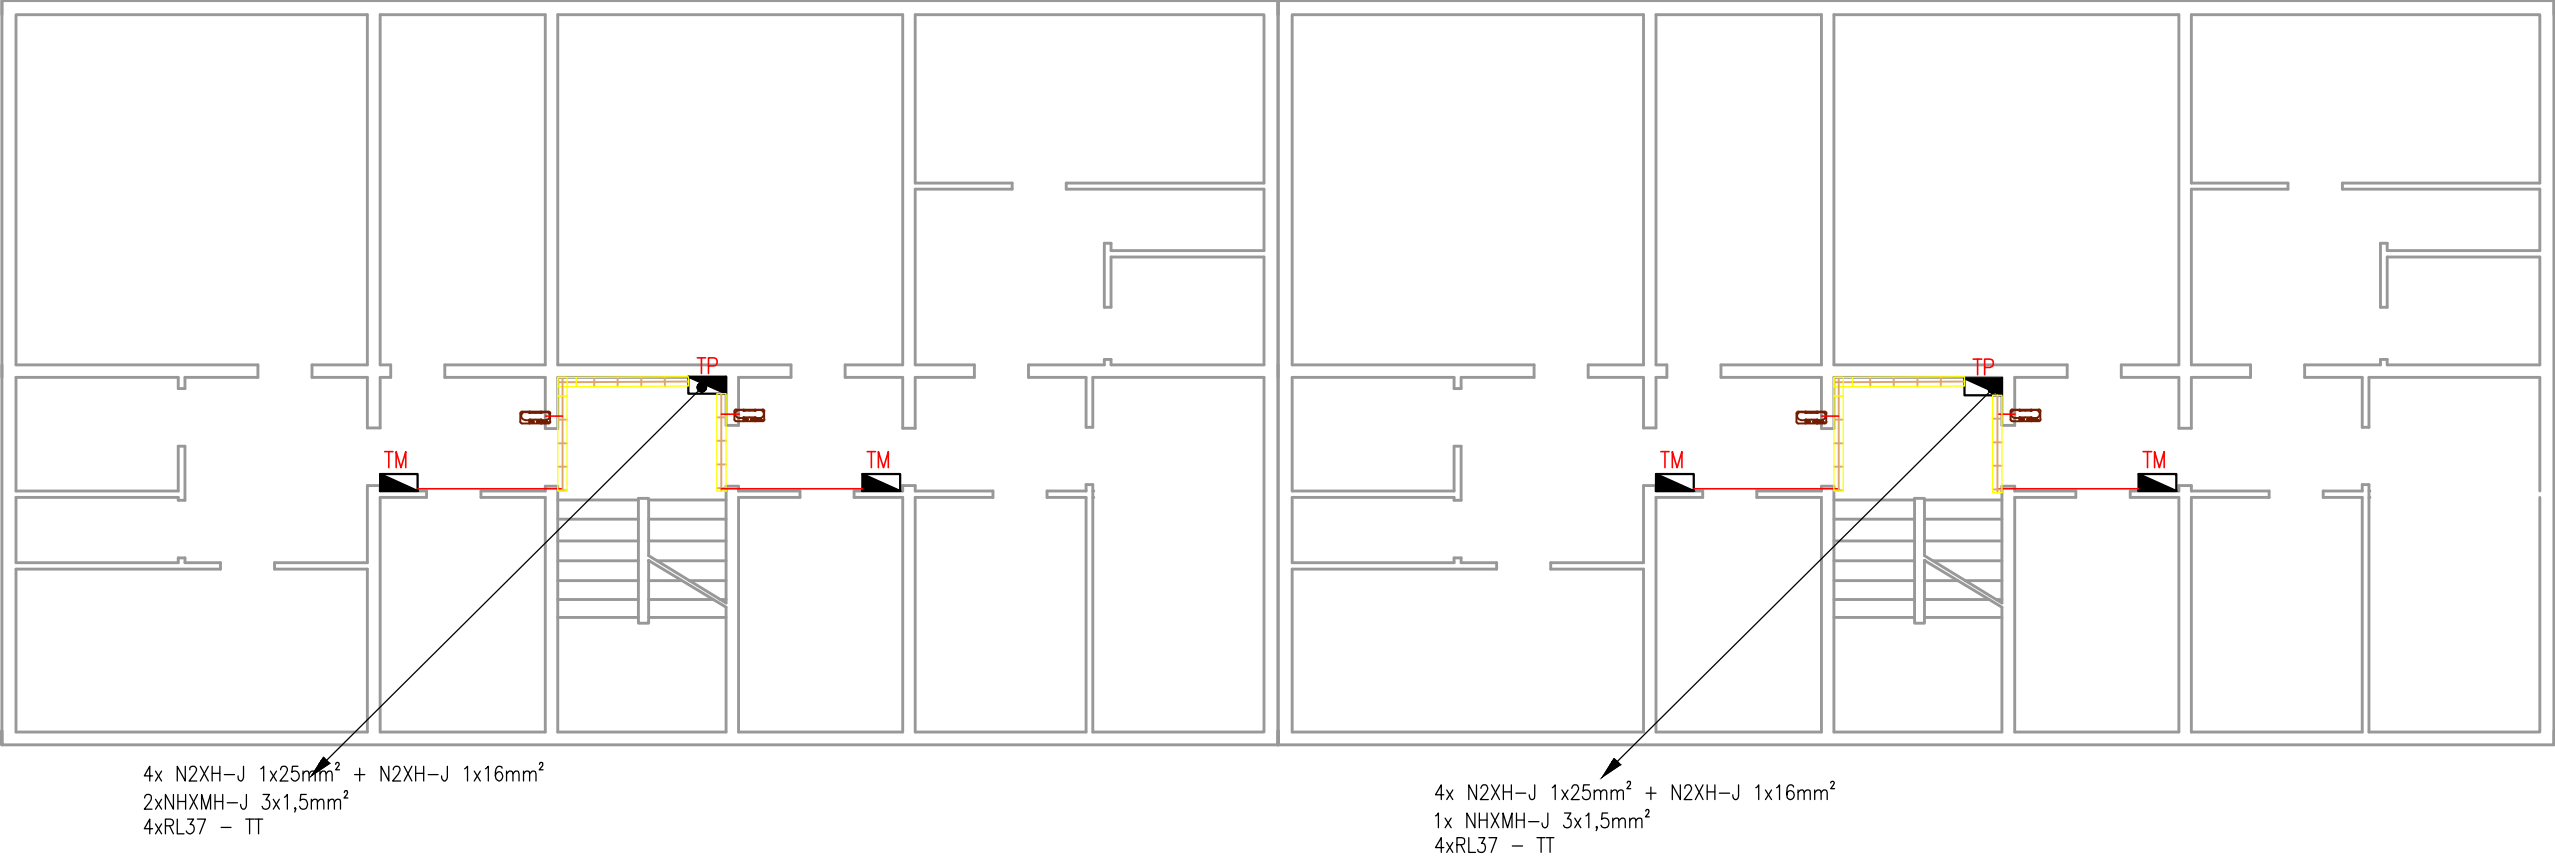 TP
TP
TM
TM
TM
TM
4x N2XH-J 1x25mm² + N2XH-J 1x16mm²
2xNHXMH-J 3x1,5mm²
4xRL37 - TT
4x N2XH-J 1x25mm² + N2XH-J 1x16mm²
1x NHXMH-J 3x1,5mm²
4xRL37 - TT